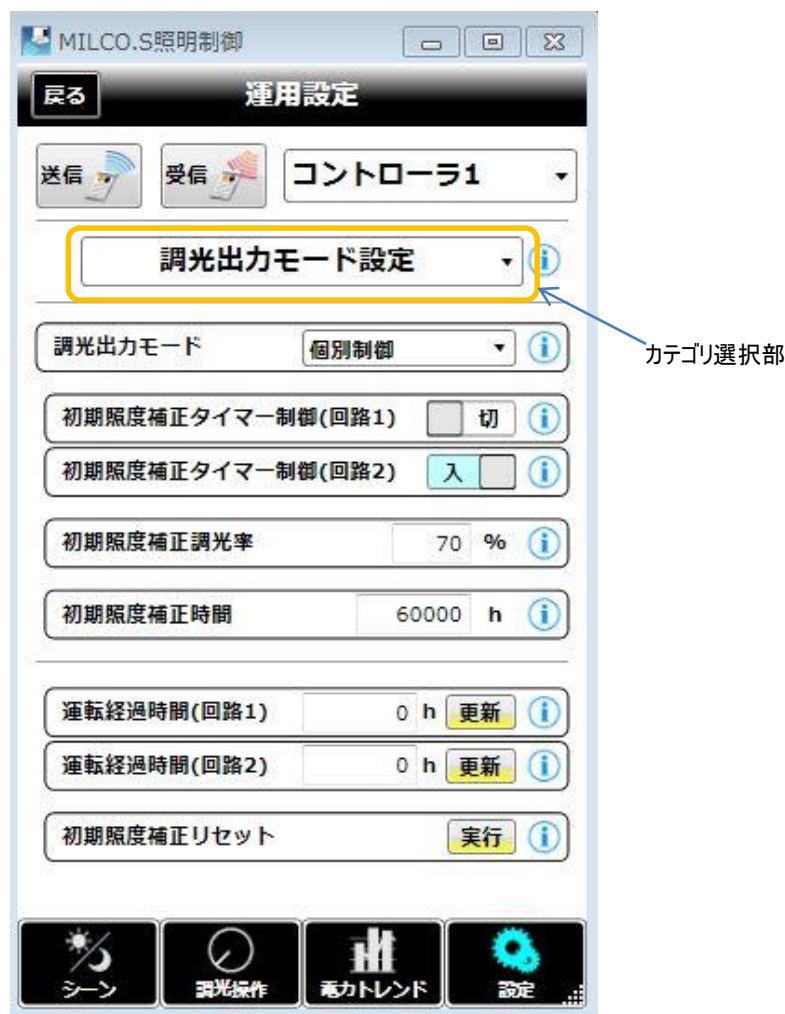 MILCO.S照明制御
戻る 運用設定
送信 受信 コントローラ1
調光出力モード設定
カテゴリ選択部
調光出力モード 個別制御
初期照度補正タイマー制御(回路1) 切
初期照度補正タイマー制御(回路2) 入
初期照度補正調光率 70 %
初期照度補正時間 60000 h
運転経過時間(回路1) 0 h 更新
運転経過時間(回路2) 0 h 更新
初期照度補正リセット 実行
シーン 調光操作 電力トレンド 設定